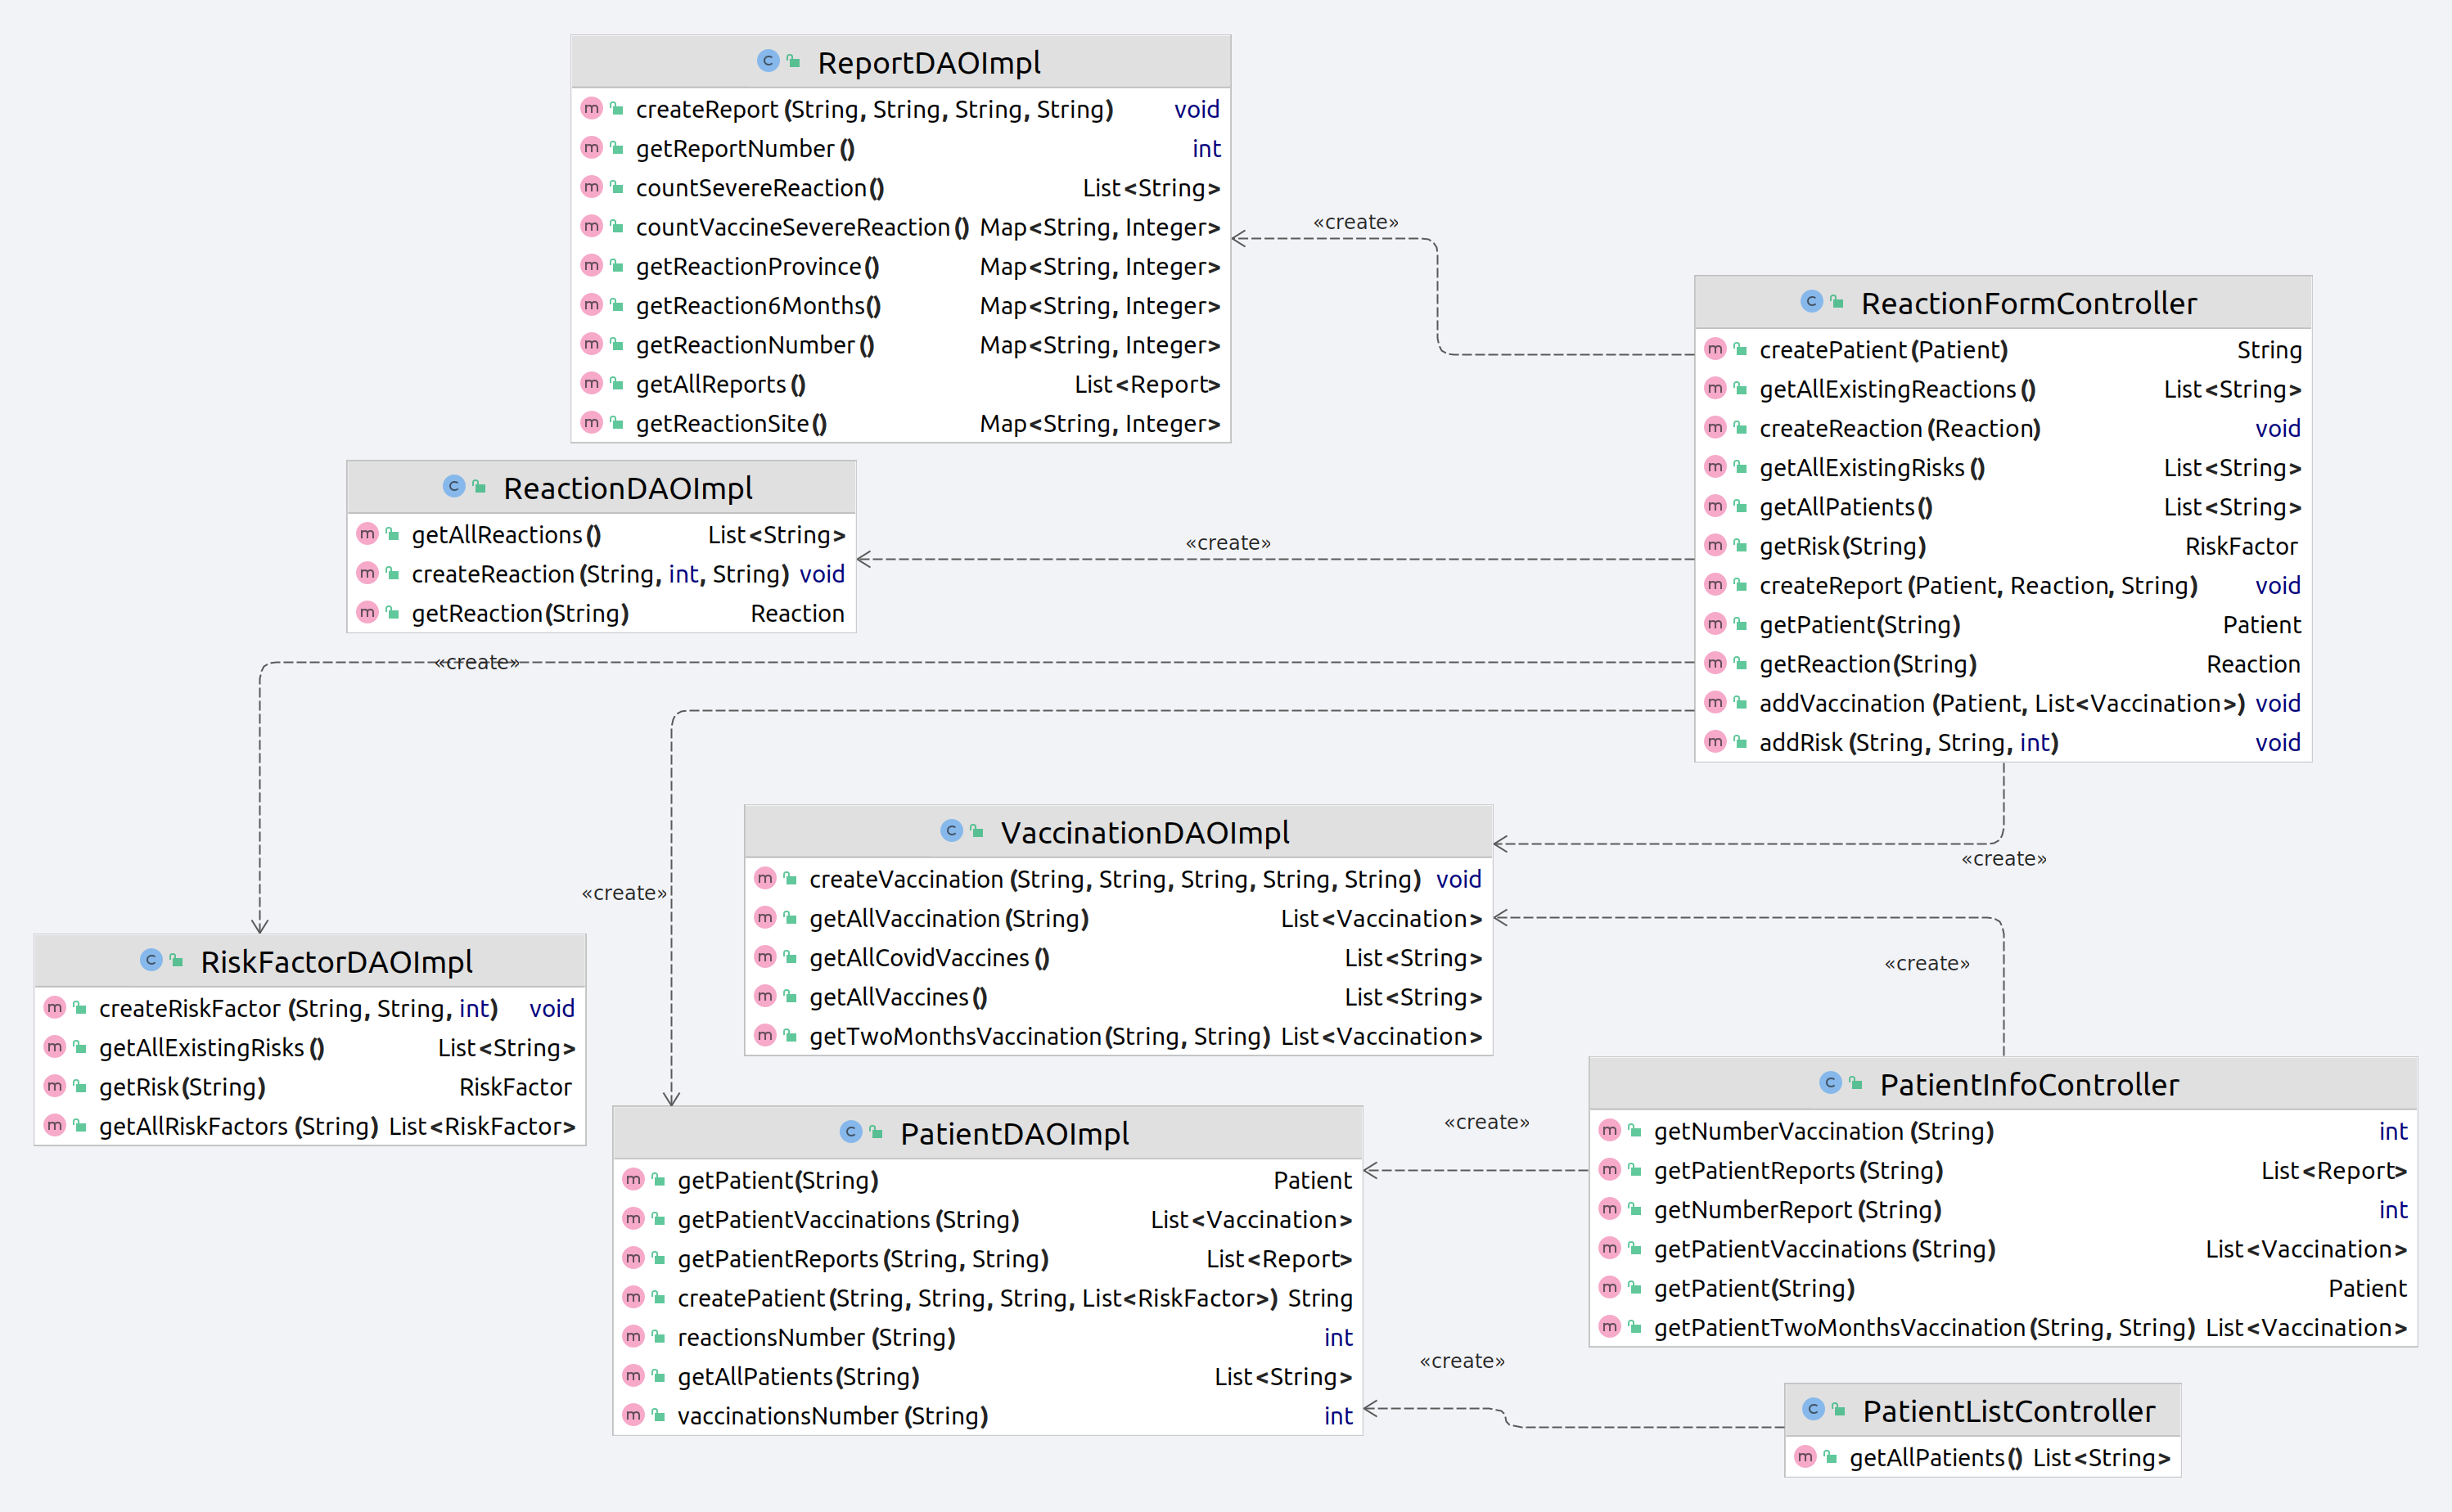 ReportDAOImpl
createReport(String, String, String, String) void
getReportNumber() int
countSevereReaction() List<String>
countVaccineSevereReaction() Map<String, Integer>
getReactionProvince() Map<String, Integer>
getReaction6Months() Map<String, Integer>
getReactionNumber() Map<String, Integer>
getAllReports() List<Report>
getReactionSite() Map<String, Integer>
«create»
ReactionFormController
createPatient(Patient) String
getAllExistingReactions() List<String>
createReaction(Reaction) void
getAllExistingRisks() List<String>
getAllPatients() List<String>
getRisk(String) RiskFactor
createReport(Patient, Reaction, String) void
getPatient(String) Patient
getReaction(String) Reaction
addVaccination(Patient, List<Vaccination>) void
addRisk(String, String, int) void
ReactionDAOImpl
getAllReactions() List<String>
createReaction(String, int, String) void
getReaction(String) Reaction
«create»
«create»
«create»
«create»
«create»
VaccinationDAOImpl
createVaccination(String, String, String, String, String) void
getAllVaccination(String) List<Vaccination>
getAllCovidVaccines() List<String>
getAllVaccines() List<String>
getTwoMonthsVaccination(String, String) List<Vaccination>
RiskFactorDAOImpl
createRiskFactor(String, String, int) void
getAllExistingRisks() List<String>
getRisk(String) RiskFactor
getAllRiskFactors(String) List<RiskFactor>
PatientDAOImpl
getPatient(String) Patient
getPatientVaccinations(String) List<Vaccination>
getPatientReports(String, String) List<Report>
createPatient(String, String, String, List<RiskFactor>) String
reactionsNumber(String) int
getAllPatients(String) List<String>
vaccinationsNumber(String) int
«create»
«create»
PatientInfoController
getNumberVaccination(String) int
getPatientReports(String) List<Report>
getNumberReport(String) int
getPatientVaccinations(String) List<Vaccination>
getPatient(String) Patient
getPatientTwoMonthsVaccination(String, String) List<Vaccination>
PatientListController
getAllPatients() List<String>